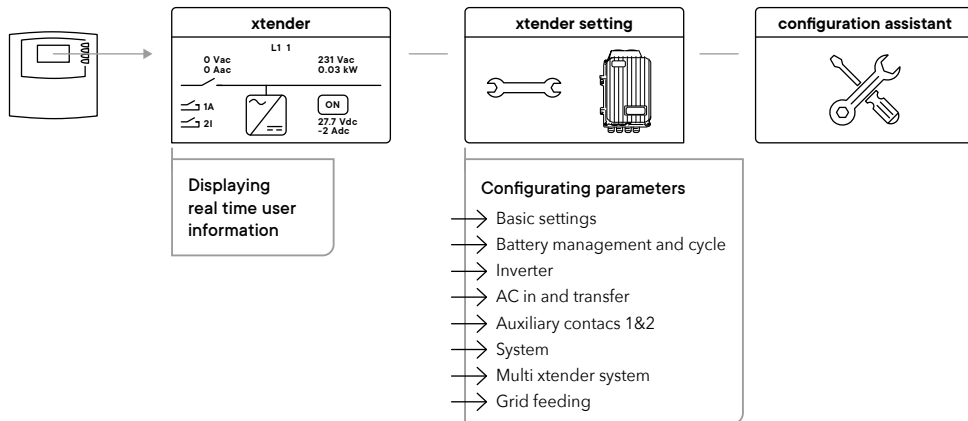 xtender
L1 1
0 Vac
0 Aac
231 Vac
0.03 kW
1A
2I
ON
27.7 Vdc
-2 Adc
Displaying
real time user
information
xtender setting
Configurating parameters
Basic settings
Battery management and cycle
Inverter
AC in and transfer
Auxiliary contacs 1&2
System
Multi xtender system
Grid feeding
configuration assistant